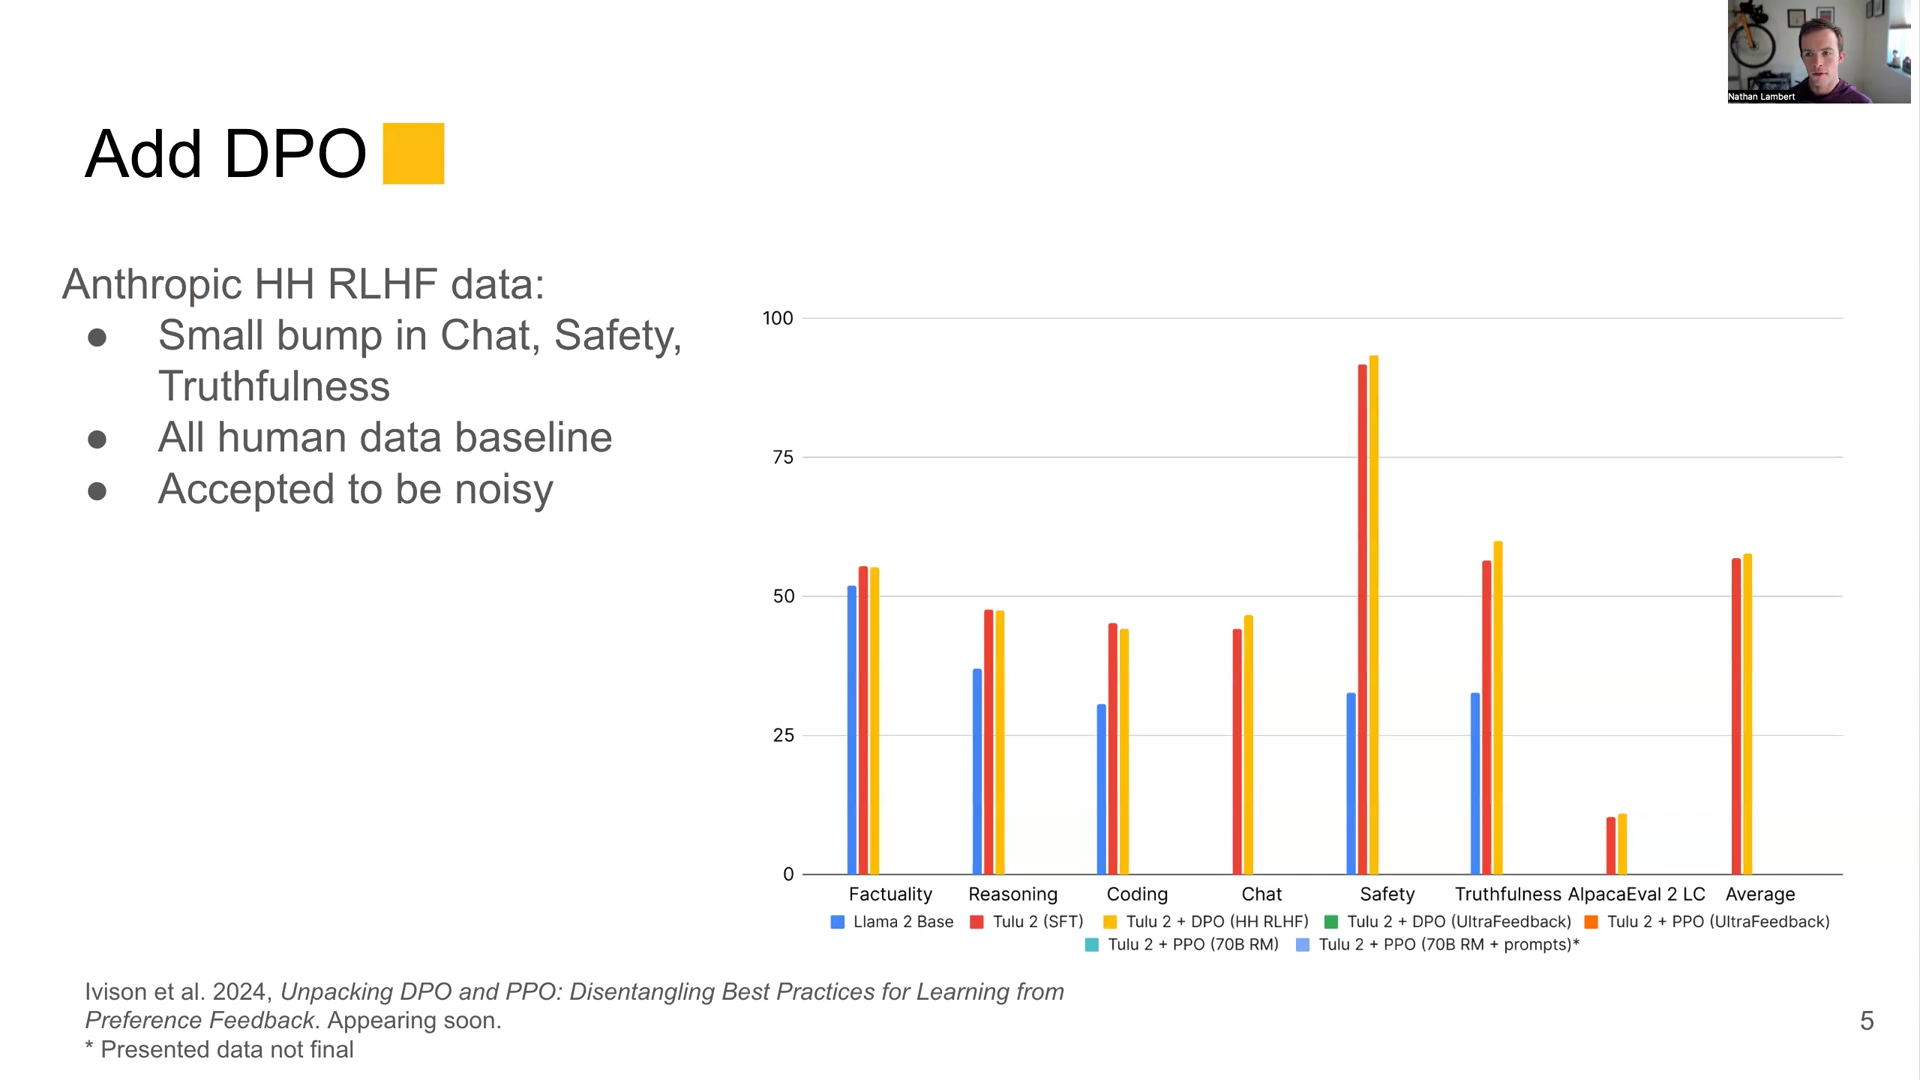 Nathan Lambert
Add DPO
Anthropic HH RLHF data:
● Small bump in Chat, Safety,
Truthfulness
● All human data baseline
● Accepted to be noisy
100
75
50
25
0
Factuality Reasoning Coding Chat Safety Truthfulness AlpacaEval 2 LC Average
Llama 2 Base Tulu 2 (SFT) Tulu 2 + DPO (HH RLHF) Tulu 2 + DPO (UltraFeedback) Tulu 2 + PPO (UltraFeedback)
Tulu 2 + PPO (70B RM) Tulu 2 + PPO (70B RM + prompts)*
Ivison et al. 2024, Unpacking DPO and PPO: Disentangling Best Practices for Learning from
Preference Feedback. Appearing soon.
* Presented data not final
5